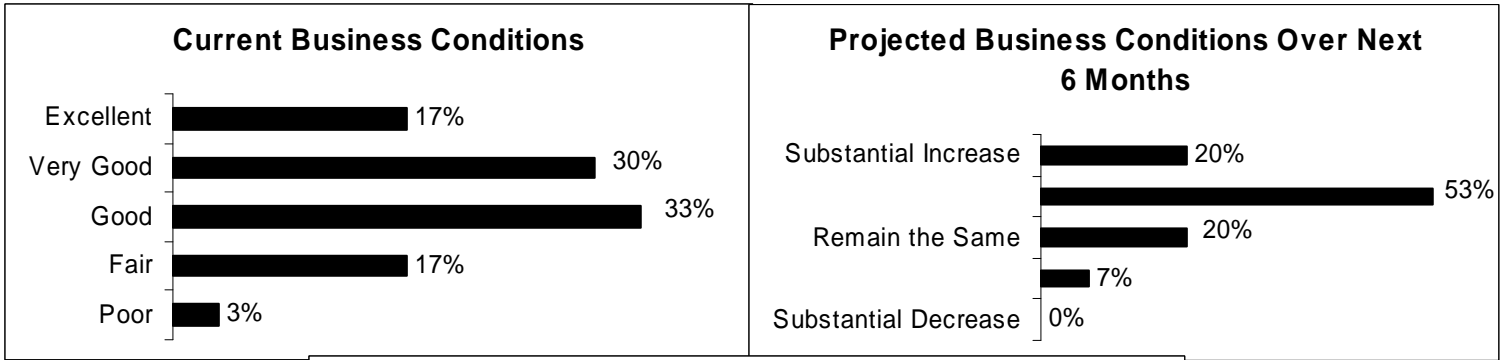 Current Business Conditions
Excellent 17%
Very Good 30%
Good 33%
Fair 17%
Poor 3%
Projected Business Conditions Over Next
6 Months
Substantial Increase 20%
53%
Remain the Same 20%
7%
Substantial Decrease 0%